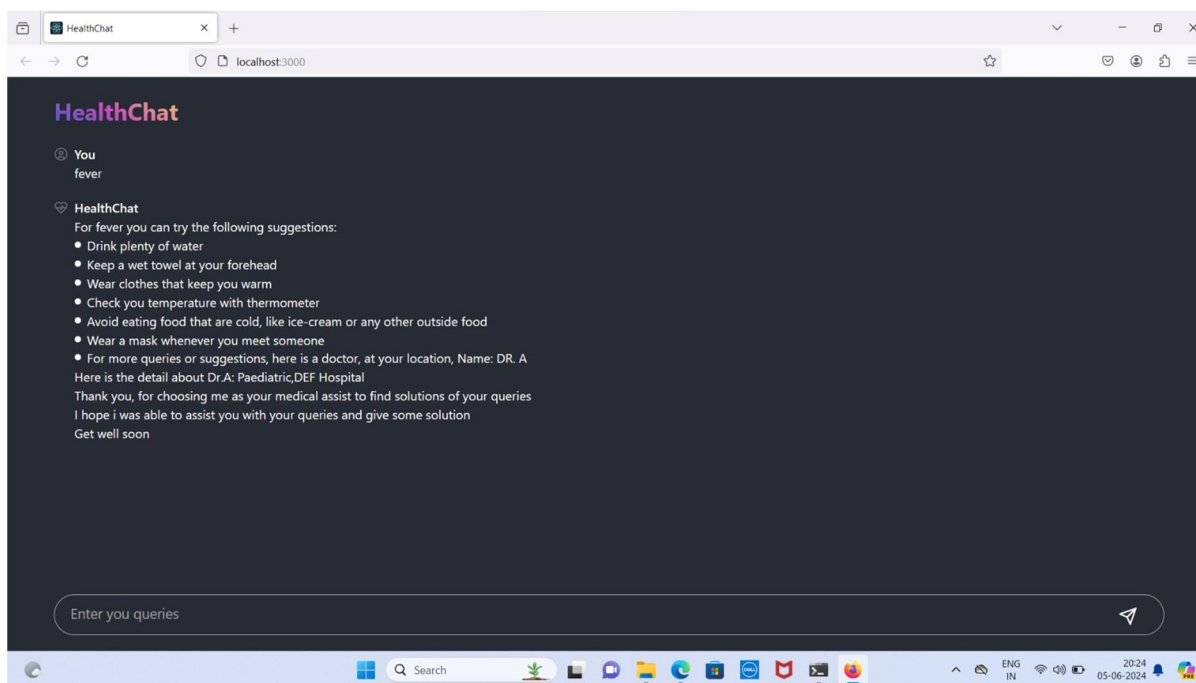 HealthChat
localhost:3000
HealthChat
You
fever
HealthChat
For fever you can try the following suggestions:
• Drink plenty of water
• Keep a wet towel at your forehead
• Wear clothes that keep you warm
• Check you temperature with thermometer
• Avoid eating food that are cold, like ice-cream or any other outside food
• Wear a mask whenever you meet someone
• For more queries or suggestions, here is a doctor, at your location, Name: DR. A
Here is the detail about Dr.A: Paediatric,DEF Hospital
Thank you, for choosing me as your medical assist to find solutions of your queries
I hope i was able to assist you with your queries and give some solution
Get well soon
Enter you queries
Search
DELL
ENG
IN
20:24
05-06-2024
PRE